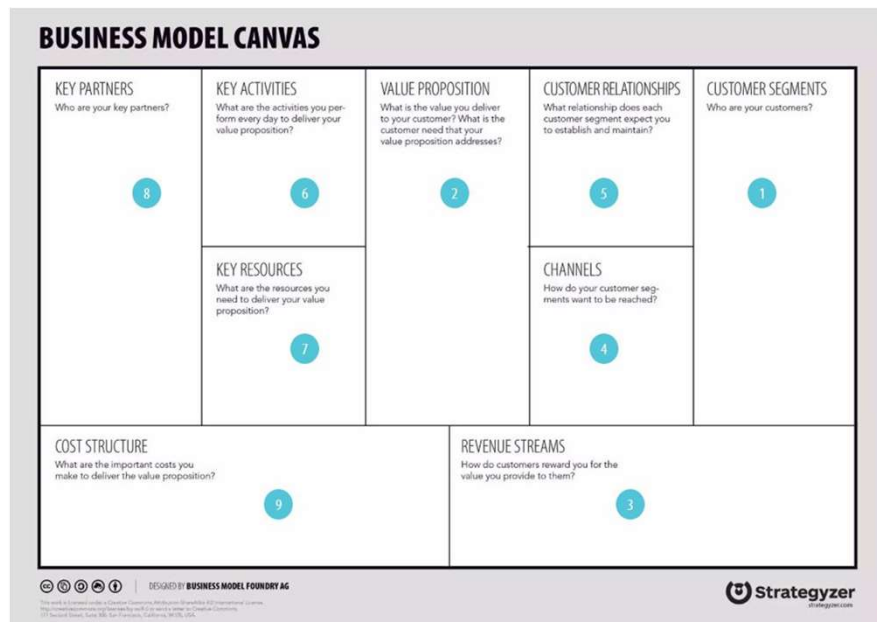 BUSINESS MODEL CANVAS
KEY PARTNERS
Who are your key partners?
8
KEY ACTIVITIES
What are the activities you per-
form every day to deliver your
value proposition?
6
KEY RESOURCES
What are the resources you
need to deliver your value
proposition?
7
VALUE PROPOSITION
What is the value you deliver
to your customer? What is the
customer need that your
value proposition addresses?
2
CUSTOMER RELATIONSHIPS
What relationship does each
customer segment expect you
to establish and maintain?
5
CHANNELS
How do your customer seg-
ments want to be reached?
4
CUSTOMER SEGMENTS
Who are your customers?
1
COST STRUCTURE
What are the important costs you
make to deliver the value proposition?
9
REVENUE STREAMS
How do customers reward you for the
value you provide to them?
3
cc
DESIGNED BY BUSINESS MODEL FOUNDRY AG
Strategyzer
strategyzer.com